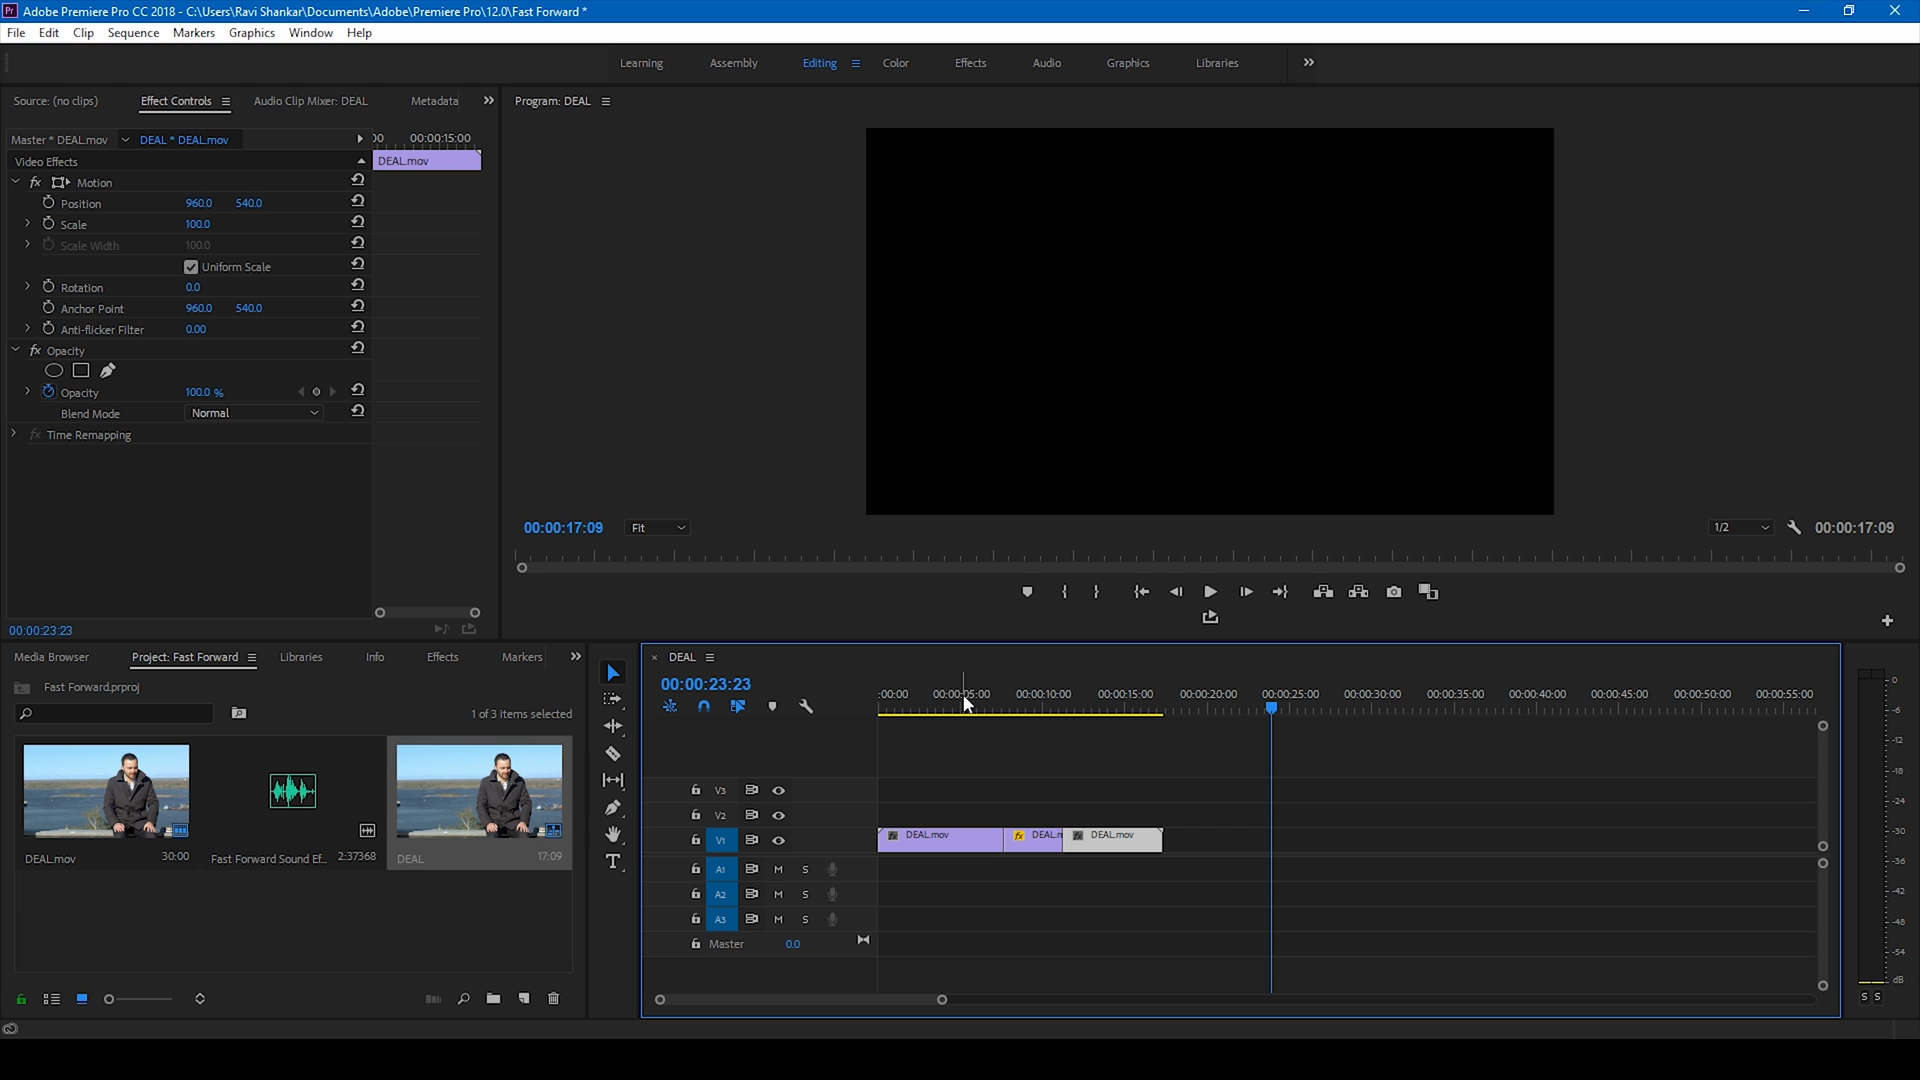 Pr Adobe Premiere Pro CC 2018 - C:\Users\Ravi Shankar\Documents\Adobe\Premiere Pro\12.0\Fast Forward *
File Edit Clip Sequence Markers Graphics Window Help
Learning Assembly Editing Color Effects Audio Graphics Libraries
Source: (no clips) Effect Controls Audio Clip Mixer: DEAL Metadata
Program: DEAL
Master * DEAL.mov DEAL * DEAL.mov
00:00:15:00
Video Effects
DEAL.mov
fx Motion
Position 960.0 540.0
Scale 100.0
Scale Width 100.0
Uniform Scale
Rotation 0.0
Anchor Point 960.0 540.0
Anti-flicker Filter 0.00
fx Opacity
Opacity 100.0 %
Blend Mode Normal
fx Time Remapping
00:00:17:09 Fit 1/2 00:00:17:09
00:00:23:23
Media Browser Project: Fast Forward Libraries Info Effects Markers
Fast Forward.prproj
1 of 3 Items selected
DEAL.mov 30:00
Fast Forward Sound Ef... 2:37368
DEAL 17:09
DEAL
00:00:23:23
:00:00 00:00:05:00 00:00:10:00 00:00:15:00 00:00:20:00 00:00:25:00 00:00:30:00 00:00:35:00 00:00:40:00 00:00:45:00 00:00:50:00 00:00:55:00
V3
V2
V1 fx DEAL.mov fx DEAL.m fx DEAL.mov
A1 M S
A2 M S
A3 M S
Master 0.0
0
-6
-12
-18
-24
-30
-36
-42
-48
-54
dB
S S